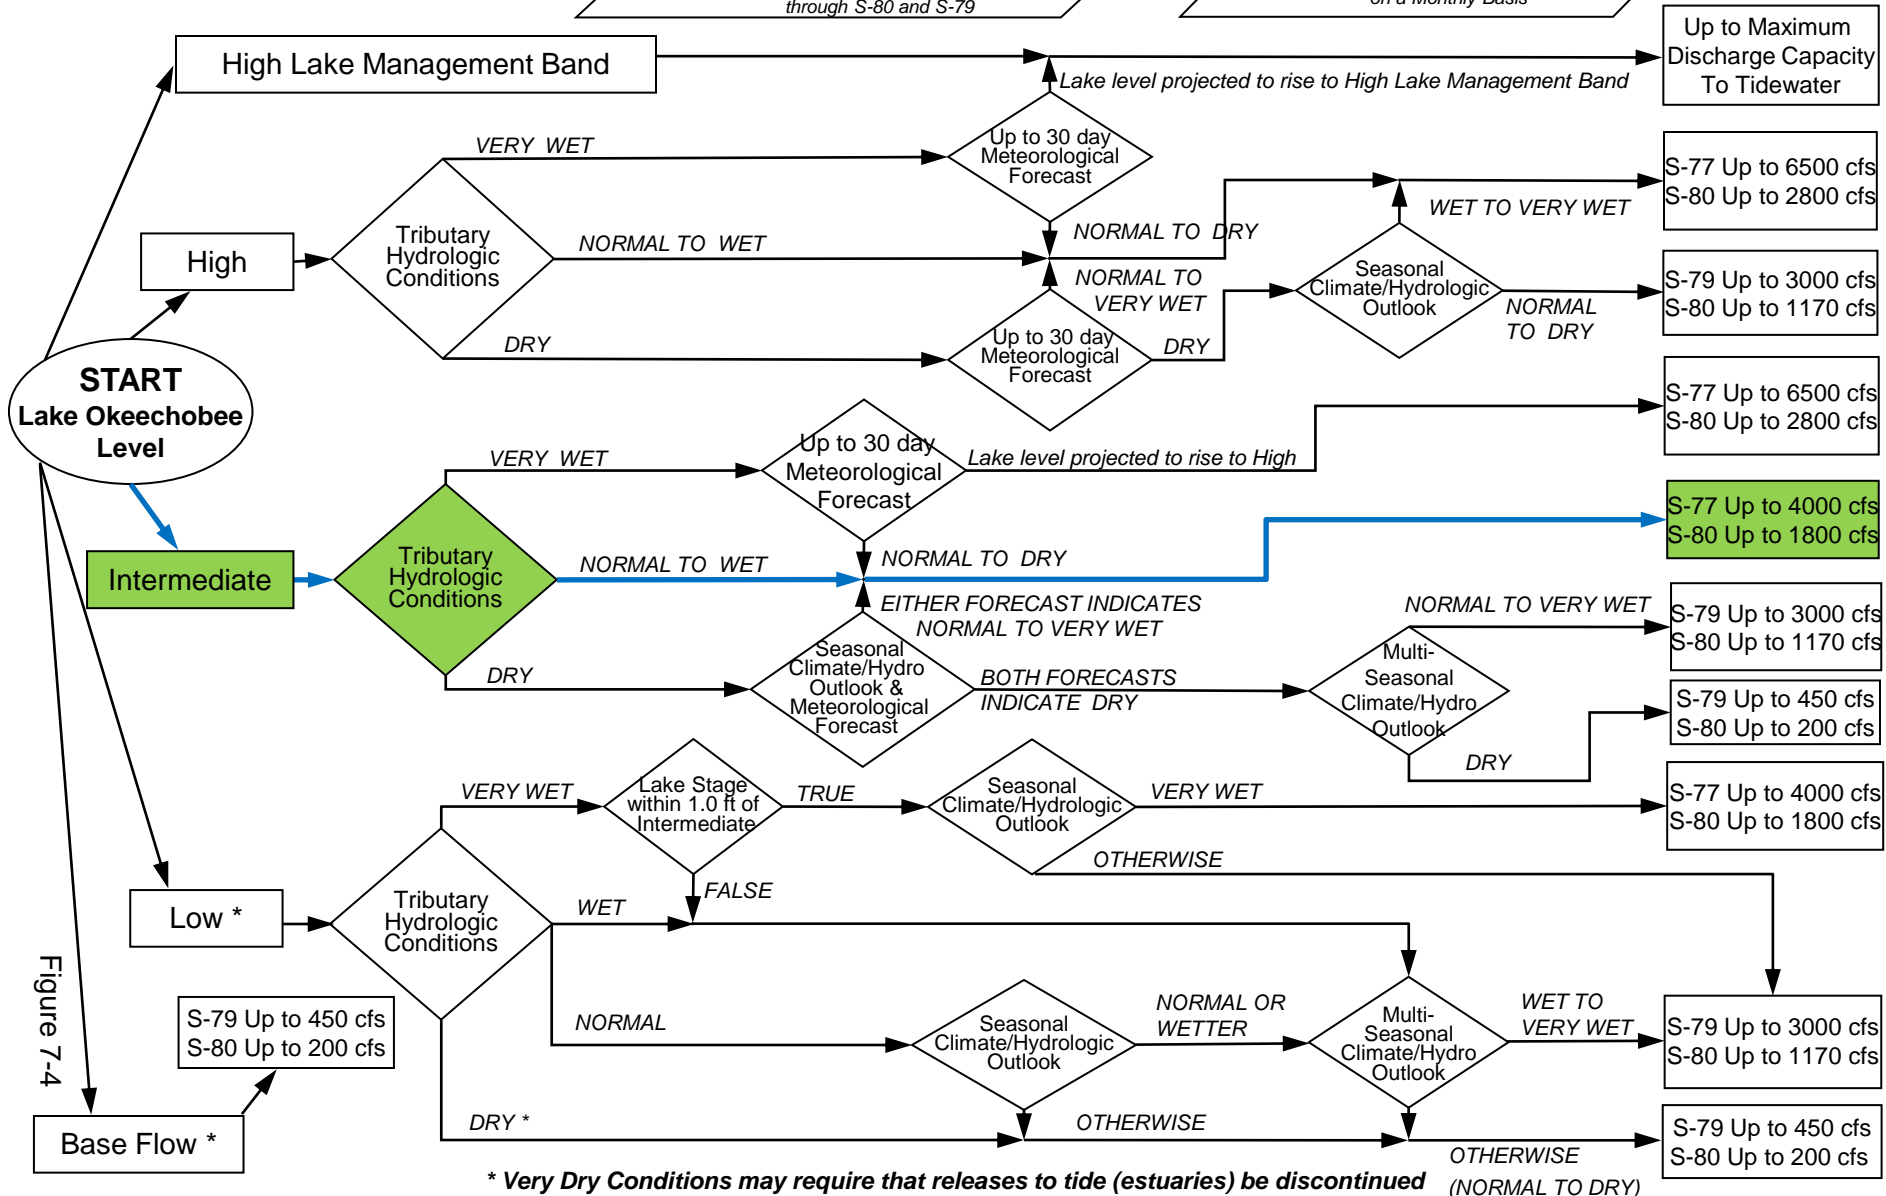 through S-80 and S-79
on a Monthly Basis
High Lake Management Band
Lake level projected to rise to High Lake Management Band
Up to Maximum
Discharge Capacity
To Tidewater
VERY WET
Up to 30 day
Meteorological
Forecast
S-77 Up to 6500 cfs
S-80 Up to 2800 cfs
WET TO VERY WET
High
Tributary
Hydrologic
Conditions
NORMAL TO WET
NORMAL TO DRY
NORMAL TO
VERY WET
Seasonal
Climate/Hydrologic
Outlook
NORMAL
TO DRY
S-79 Up to 3000 cfs
S-80 Up to 1170 cfs
DRY
Up to 30 day
Meteorological
Forecast
DRY
START
Lake Okeechobee
Level
S-77 Up to 6500 cfs
S-80 Up to 2800 cfs
VERY WET
Up to 30 day
Meteorological
Forecast
Lake level projected to rise to High
S-77 Up to 4000 cfs
S-80 Up to 1800 cfs
Intermediate
Tributary
Hydrologic
Conditions
NORMAL TO WET
NORMAL TO DRY
EITHER FORECAST INDICATES
NORMAL TO VERY WET
NORMAL TO VERY WET
S-79 Up to 3000 cfs
S-80 Up to 1170 cfs
DRY
Seasonal
Climate/Hydro
Outlook &
Meteorological
Forecast
BOTH FORECASTS
INDICATE DRY
Multi-
Seasonal
Climate/Hydro
Outlook
DRY
S-79 Up to 450 cfs
S-80 Up to 200 cfs
VERY WET
Lake Stage
within 1.0 ft of
Intermediate
TRUE
Seasonal
Climate/Hydrologic
Outlook
VERY WET
S-77 Up to 4000 cfs
S-80 Up to 1800 cfs
OTHERWISE
FALSE
Low *
Tributary
Hydrologic
Conditions
WET
NORMAL
Seasonal
Climate/Hydrologic
Outlook
NORMAL OR
WETTER
Multi-
Seasonal
Climate/Hydro
Outlook
WET TO
VERY WET
S-79 Up to 3000 cfs
S-80 Up to 1170 cfs
Figure 7-4
S-79 Up to 450 cfs
S-80 Up to 200 cfs
Base Flow *
DRY *
OTHERWISE
S-79 Up to 450 cfs
S-80 Up to 200 cfs
OTHERWISE
(NORMAL TO DRY)
* Very Dry Conditions may require that releases to tide (estuaries) be discontinued